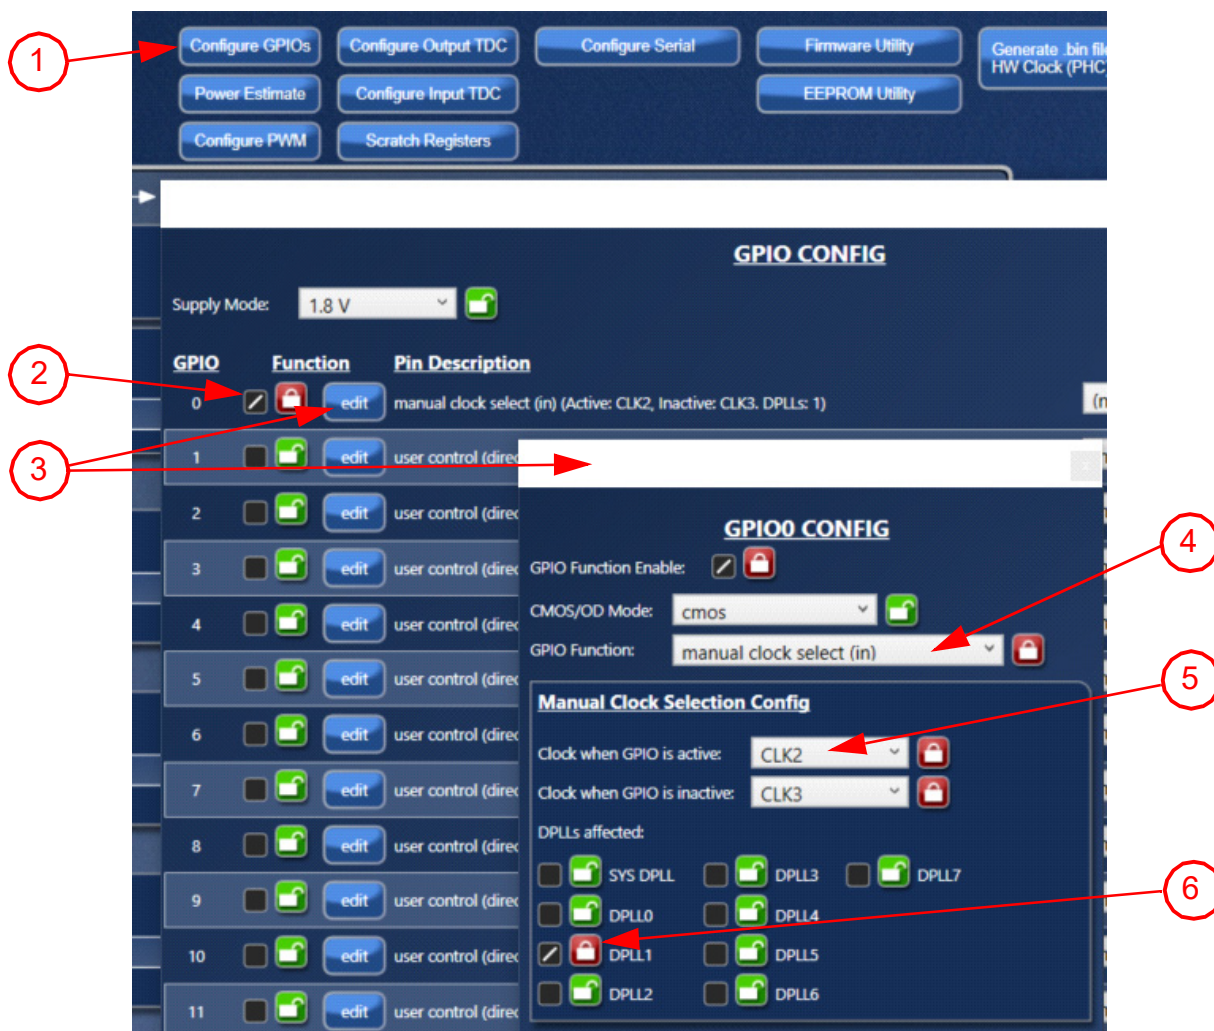 1
Configure GPIOs
Configure Output TDC
Configure Serial
Firmware Utility
Generate .bin file
HW Clock (PHC)
Power Estimate
Configure Input TDC
EEPROM Utility
Configure PWM
Scratch Registers
GPIO CONFIG
Supply Mode: 1.8 V
GPIO Function Pin Description
2
0 edit manual clock select (in) (Active: CLK2, Inactive: CLK3. DPLLs: 1)
3
1 edit user control (direc
2 edit user control (direc
3 edit user control (direc
4 edit user control (direc
5 edit user control (direc
6 edit user control (direc
7 edit user control (direc
8 edit user control (direc
9 edit user control (direc
10 edit user control (direc
11 edit user control (direc
GPIO0 CONFIG
4
GPIO Function Enable:
CMOS/OD Mode: cmos
GPIO Function: manual clock select (in)
5
Manual Clock Selection Config
Clock when GPIO is active: CLK2
Clock when GPIO is inactive: CLK3
DPLLs affected:
SYS DPLL DPLL3 DPLL7
6
DPLL0 DPLL4
DPLL1 DPLL5
DPLL2 DPLL6